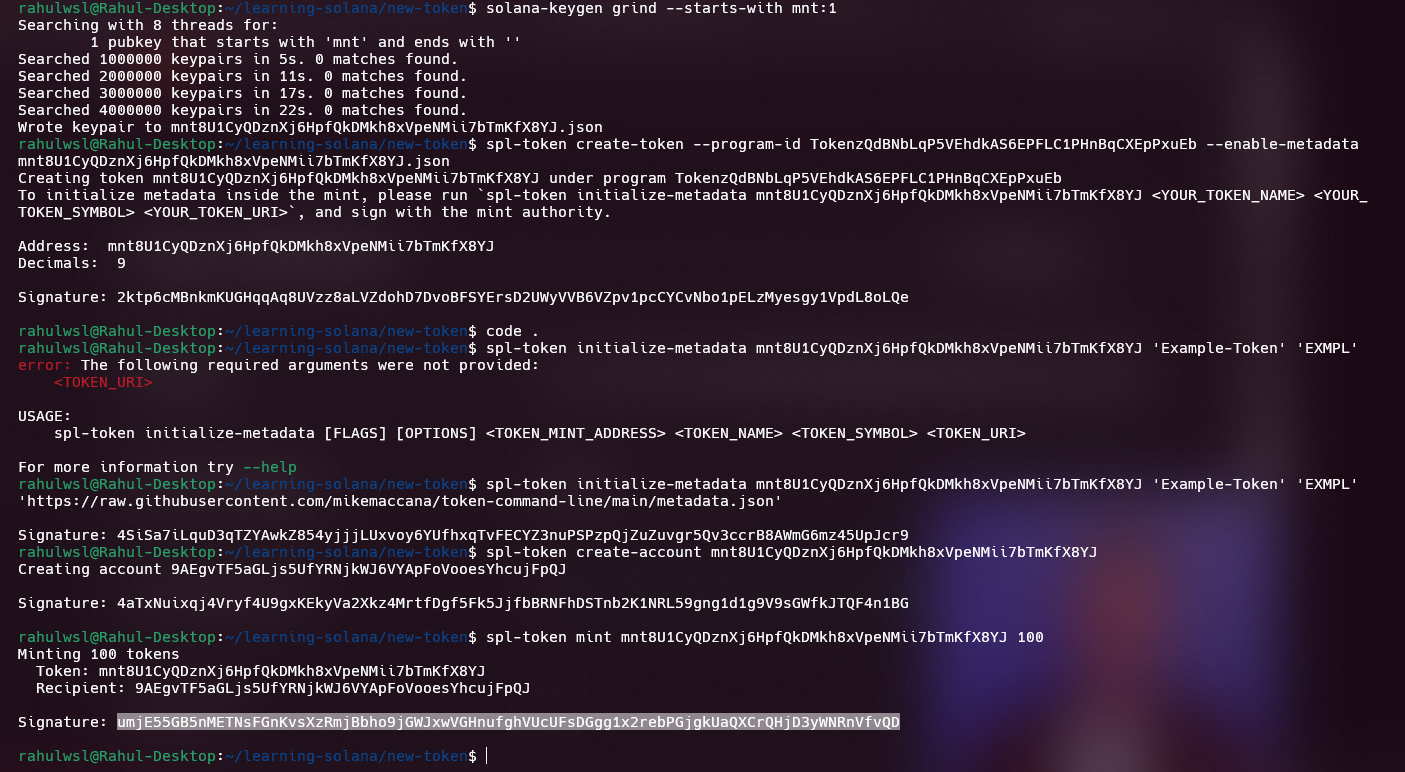 rahulwsl@Rahul-Desktop:~/learning-solana/new-token$ solana-keygen grind --starts-with mnt:1
Searching with 8 threads for:
        1 pubkey that starts with 'mnt' and ends with ''
Searched 1000000 keypairs in 5s. 0 matches found.
Searched 2000000 keypairs in 11s. 0 matches found.
Searched 3000000 keypairs in 17s. 0 matches found.
Searched 4000000 keypairs in 22s. 0 matches found.
Wrote keypair to mnt8U1CyQDznXj6HpfQkDMkh8xVpeNMii7bTmKfX8YJ.json
rahulwsl@Rahul-Desktop:~/learning-solana/new-token$ spl-token create-token --program-id TokenzQdBNbLqP5VEhdkAS6EPFLC1PHnBqCXEpPxuEb --enable-metadata
mnt8U1CyQDznXj6HpfQkDMkh8xVpeNMii7bTmKfX8YJ.json
Creating token mnt8U1CyQDznXj6HpfQkDMkh8xVpeNMii7bTmKfX8YJ under program TokenzQdBNbLqP5VEhdkAS6EPFLC1PHnBqCXEpPxuEb
To initialize metadata inside the mint, please run `spl-token initialize-metadata mnt8U1CyQDznXj6HpfQkDMkh8xVpeNMii7bTmKfX8YJ <YOUR_TOKEN_NAME> <YOUR_
TOKEN_SYMBOL> <YOUR_TOKEN_URI>`, and sign with the mint authority.
Address:  mnt8U1CyQDznXj6HpfQkDMkh8xVpeNMii7bTmKfX8YJ
Decimals:  9
Signature: 2ktp6cMBnkmKUGHqqAq8UVzz8aLVZdohD7DvoBFSYErsD2UWyVVB6VZpv1pcCYCvNbo1pELzMyesgy1VpdL8oLQe
rahulwsl@Rahul-Desktop:~/learning-solana/new-token$ code .
rahulwsl@Rahul-Desktop:~/learning-solana/new-token$ spl-token initialize-metadata mnt8U1CyQDznXj6HpfQkDMkh8xVpeNMii7bTmKfX8YJ 'Example-Token' 'EXMPL'
error: The following required arguments were not provided:
    <TOKEN_URI>
USAGE:
    spl-token initialize-metadata [FLAGS] [OPTIONS] <TOKEN_MINT_ADDRESS> <TOKEN_NAME> <TOKEN_SYMBOL> <TOKEN_URI>
For more information try --help
rahulwsl@Rahul-Desktop:~/learning-solana/new-token$ spl-token initialize-metadata mnt8U1CyQDznXj6HpfQkDMkh8xVpeNMii7bTmKfX8YJ 'Example-Token' 'EXMPL'
'https://raw.githubusercontent.com/mikemaccana/token-command-line/main/metadata.json'
Signature: 4SiSa7iLquD3qTZYAwkZ854yjjjLUxvoy6YUfhxqTvFECYZ3nuPSPzpQjZuZuvgr5Qv3ccrB8AWmG6mz45UpJcr9
rahulwsl@Rahul-Desktop:~/learning-solana/new-token$ spl-token create-account mnt8U1CyQDznXj6HpfQkDMkh8xVpeNMii7bTmKfX8YJ
Creating account 9AEgvTF5aGLjs5UfYRNjkWJ6VYApFoVooesYhcujFpQJ
Signature: 4aTxNuixqj4Vryf4U9gxKEkyVa2Xkz4MrtfDgf5Fk5JjfbBRNFhDSTnb2K1NRL59gng1d1g9V9sGWfkJTQF4n1BG
rahulwsl@Rahul-Desktop:~/learning-solana/new-token$ spl-token mint mnt8U1CyQDznXj6HpfQkDMkh8xVpeNMii7bTmKfX8YJ 100
Minting 100 tokens
  Token: mnt8U1CyQDznXj6HpfQkDMkh8xVpeNMii7bTmKfX8YJ
  Recipient: 9AEgvTF5aGLjs5UfYRNjkWJ6VYApFoVooesYhcujFpQJ
Signature: umjE55GB5nMETNsFGnKvsXzRmjBbho9jGWJxwVGHnufghVUcUFsDGgg1x2rebPGjgkUaQXCrQHjD3yWNRnVfvQD
rahulwsl@Rahul-Desktop:~/learning-solana/new-token$